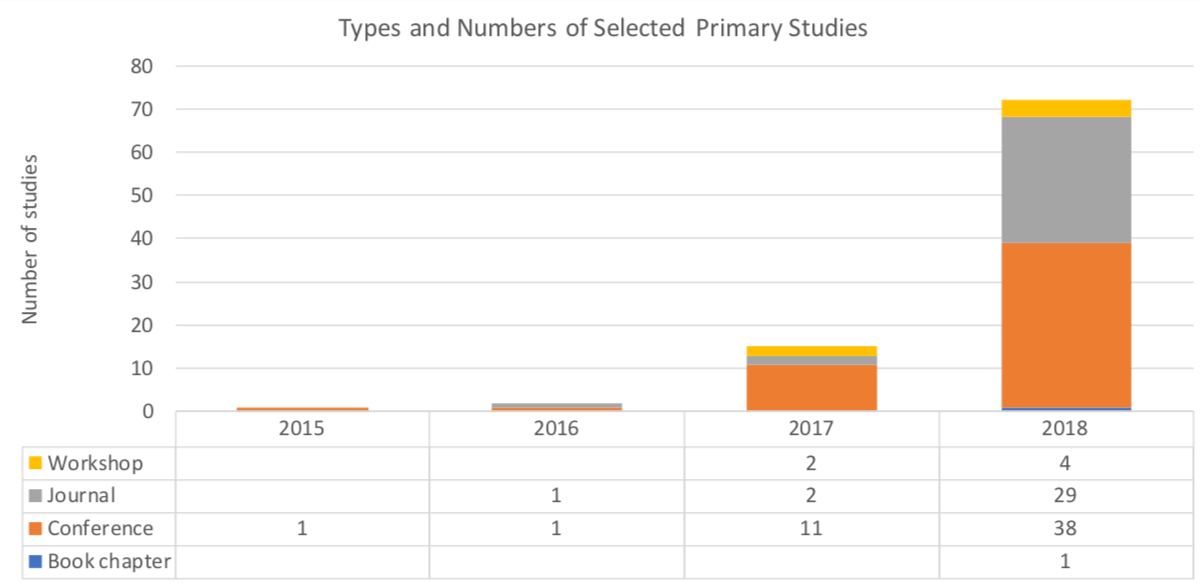 Types and Numbers of Selected Primary Studies
Number of studies
80
70
60
50
40
30
20
10
0
2015 2016 2017 2018
Workshop 2 4
Journal 1 2 29
Conference 1 1 11 38
Book chapter 1